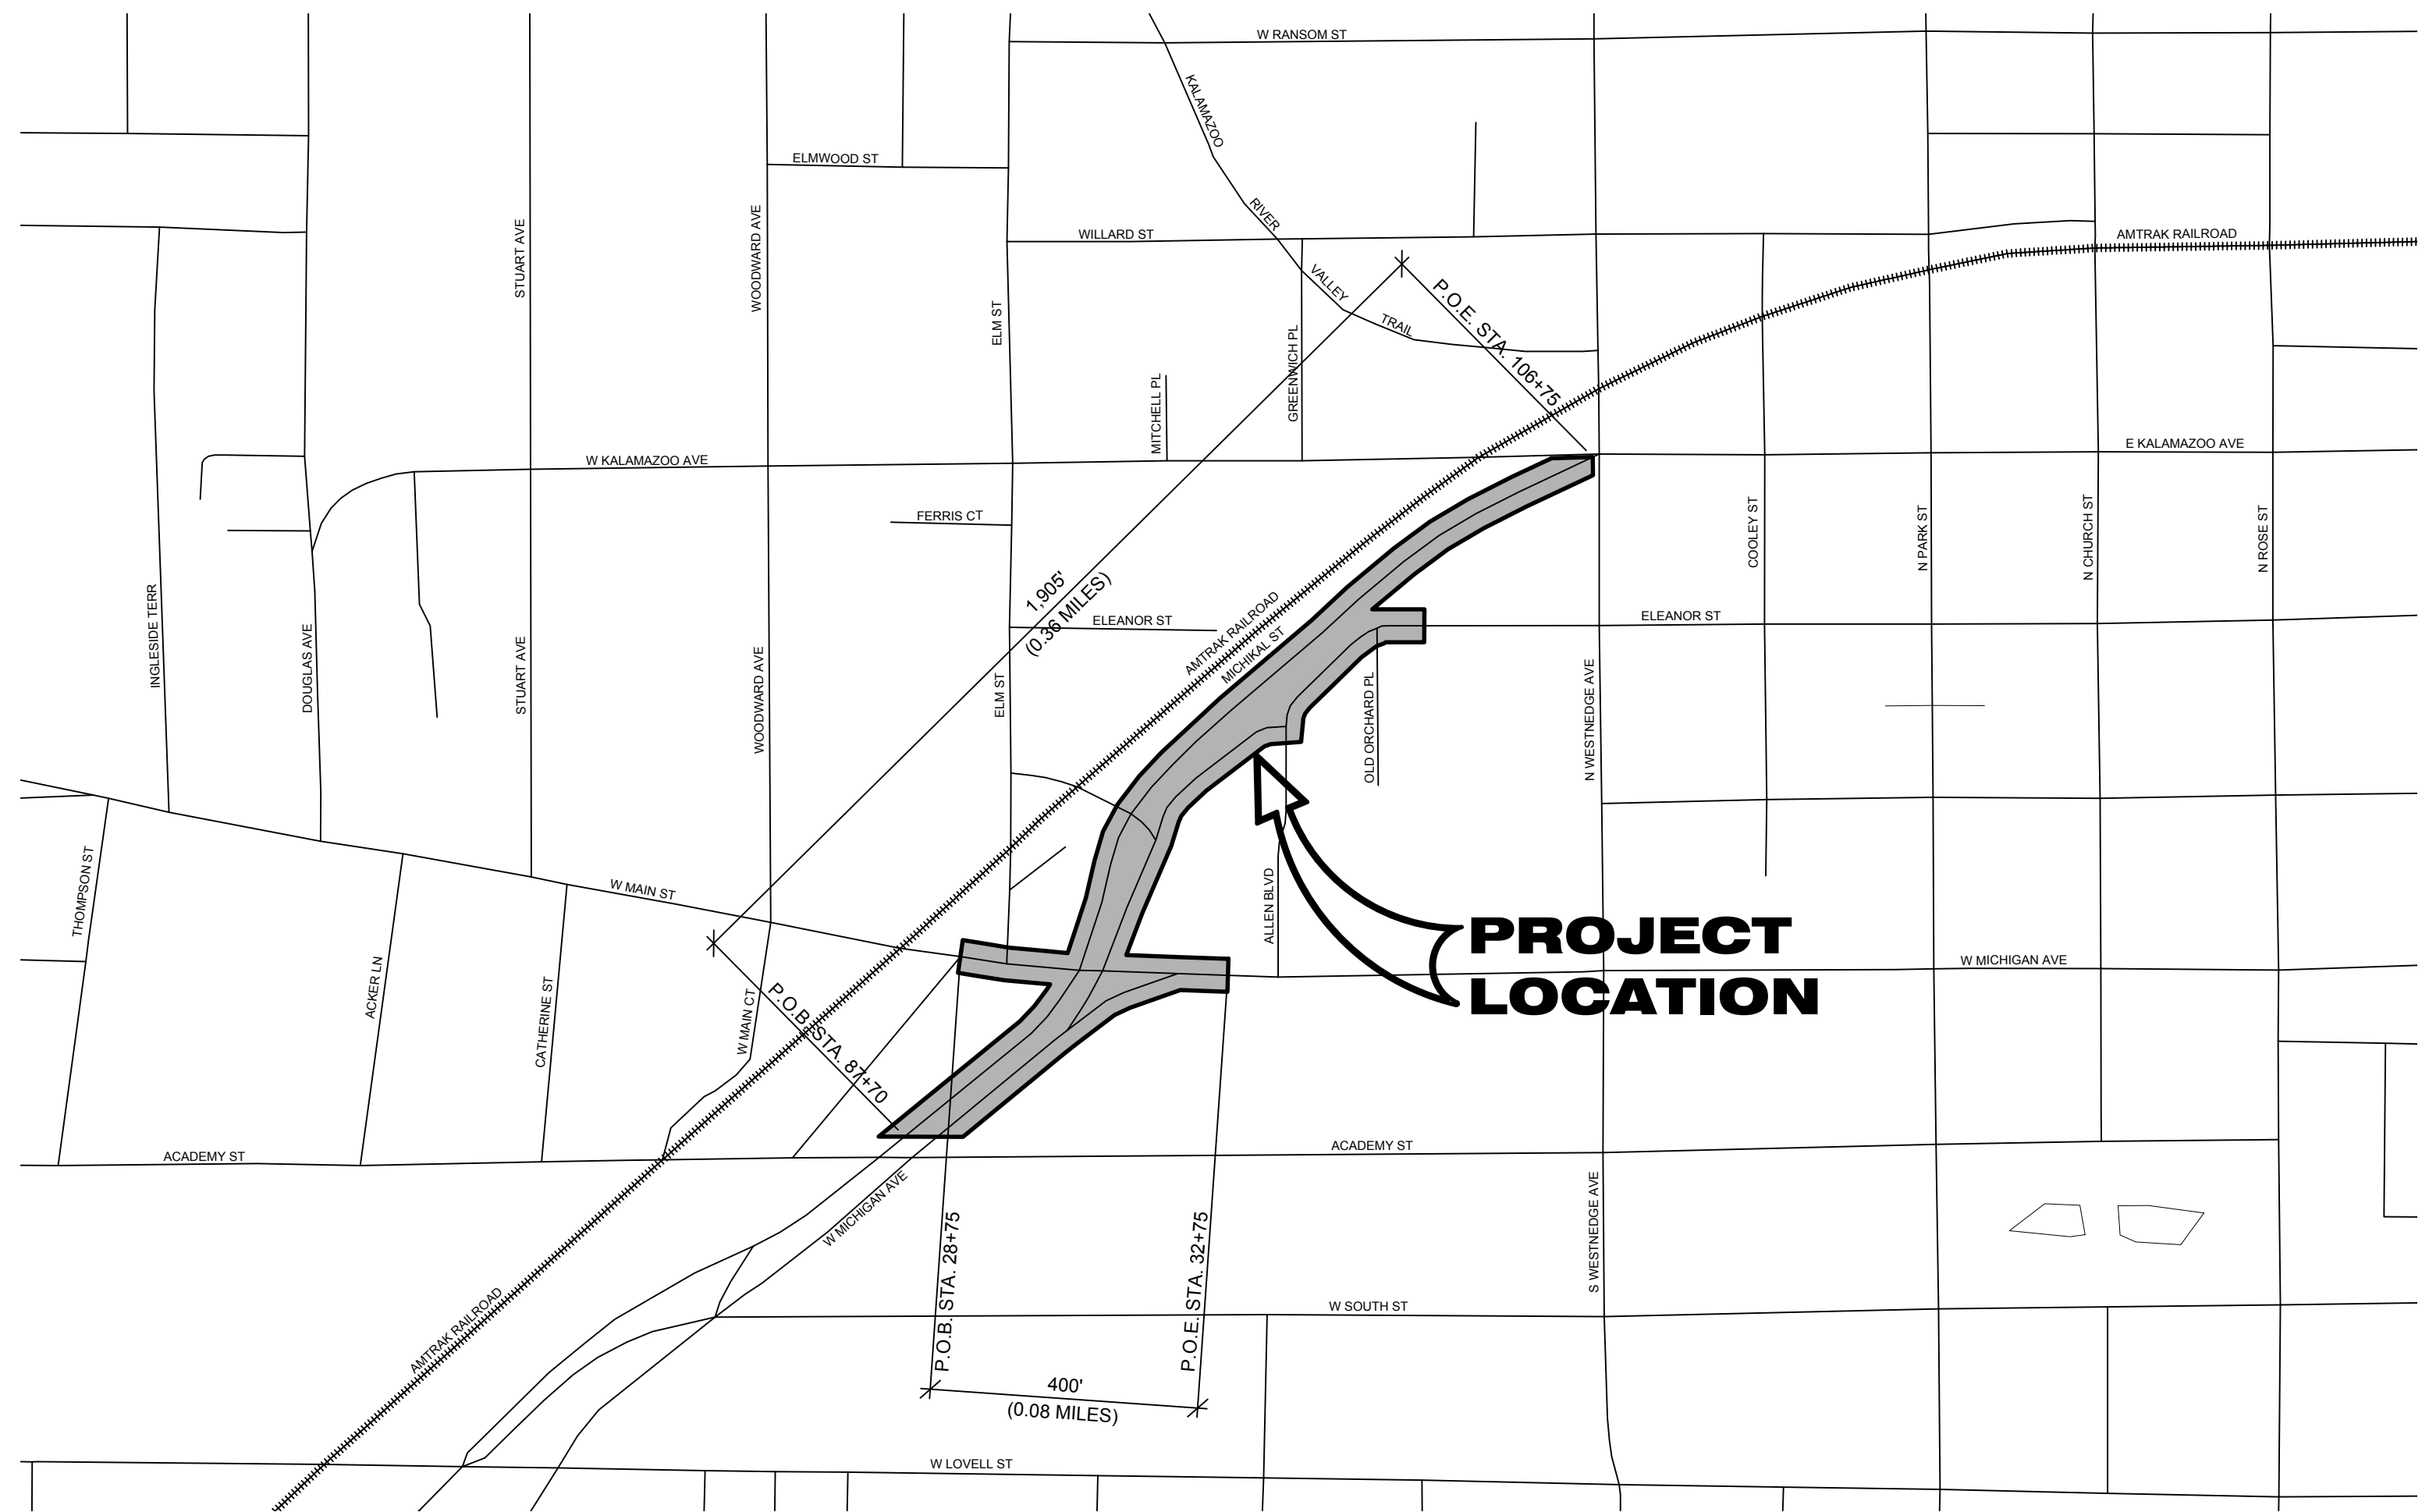 W RANSOM ST
KALAMAZOO
ELMWOOD ST
RIVER
STUART AVE
WOODWARD AVE
WILLARD ST
AMTRAK RAILROAD
VALLEY
TRAIL
ELM ST
GREENWICH PL
P.O.E. STA. 106+75
MITCHELL PL
W KALAMAZOO AVE
E KALAMAZOO AVE
FERRIS CT
COOLEY ST
N PARK ST
N CHURCH ST
N ROSE ST
1,905'
(0.36 MILES)
ELEANOR ST
AMTRAK RAILROAD
MICHIKAL ST
ELEANOR ST
INGLESIDE TERR
DOUGLAS AVE
STUART AVE
WOODWARD AVE
ELM ST
OLD ORCHARD PL
N WESTNEDGE AVE
THOMPSON ST
W MAIN ST
ALLEN BLVD
PROJECT
LOCATION
W MICHIGAN AVE
ACKER LN
CATHERINE ST
W MAIN CT
P.O.B. STA. 87+70
ACADEMY ST
ACADEMY ST
W MICHIGAN AVE
S WESTNEDGE AVE
P.O.B. STA. 28+75
P.O.E. STA. 32+75
AMTRAK RAILROAD
W SOUTH ST
400'
(0.08 MILES)
W LOVELL ST